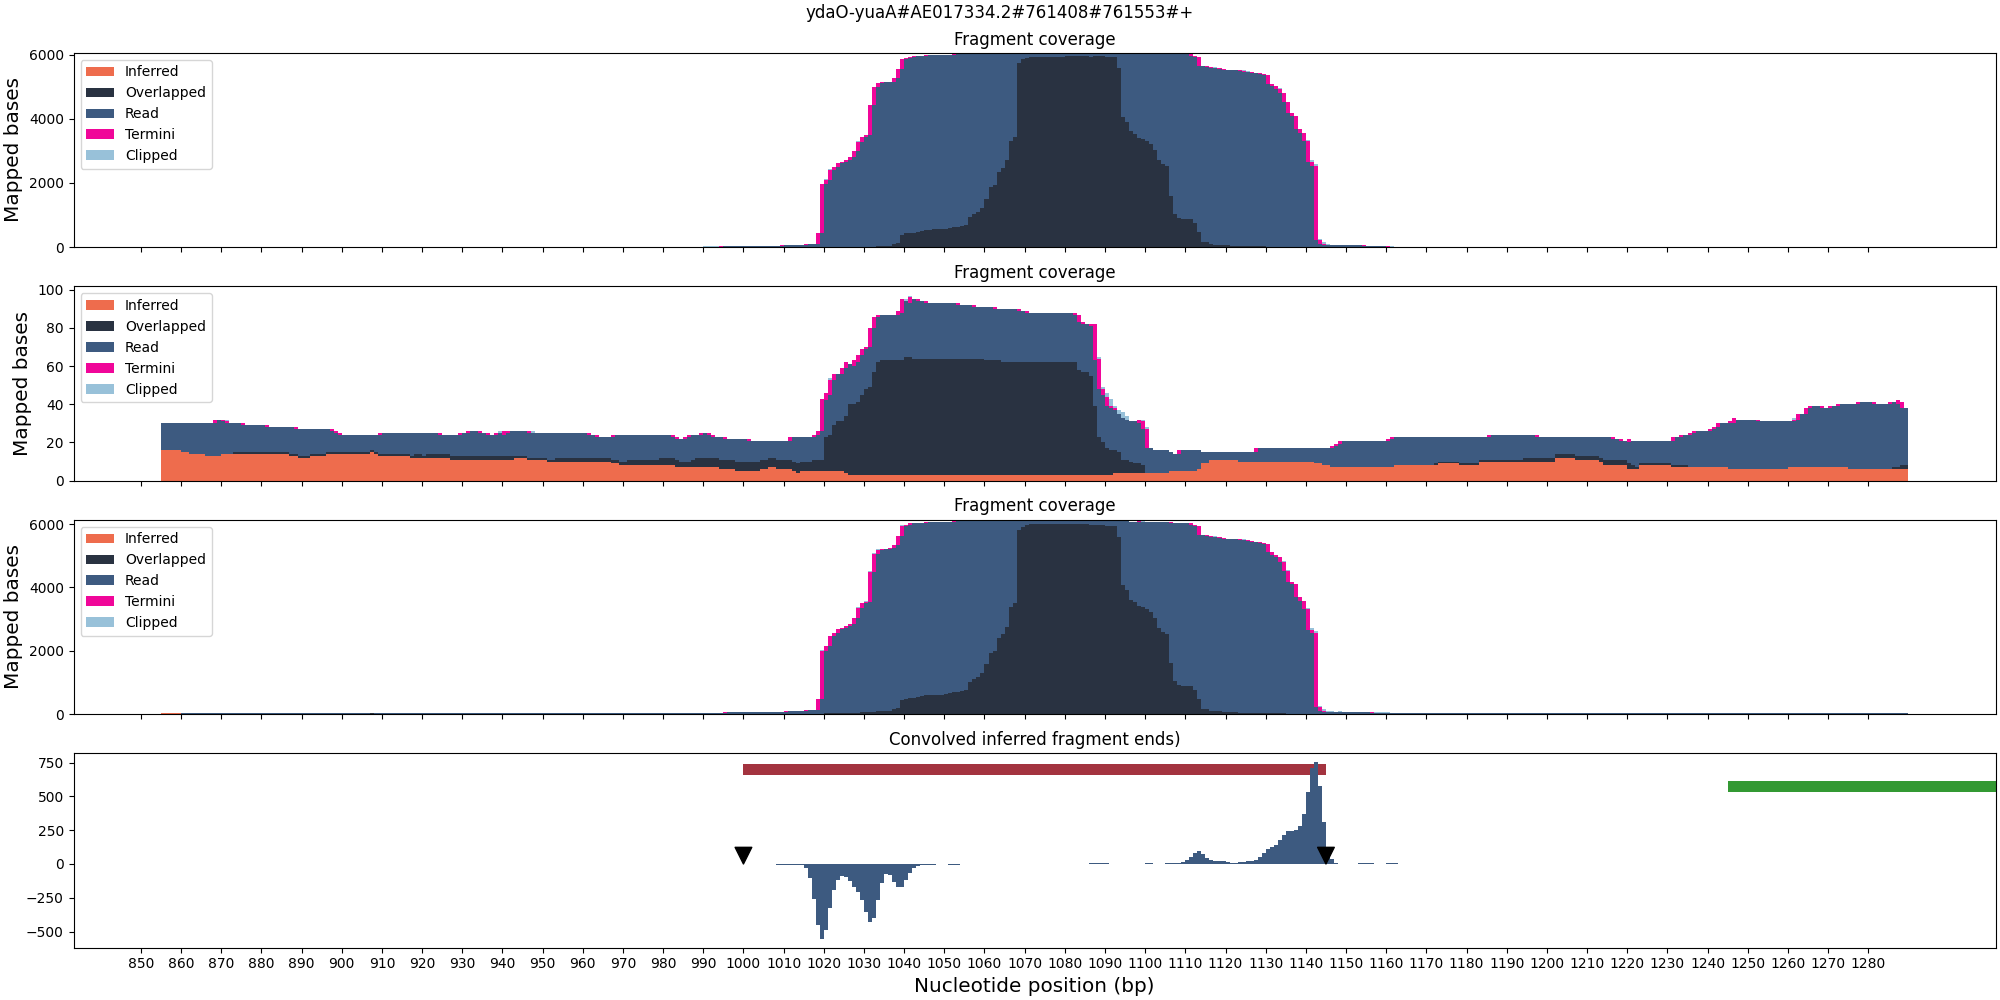 ydaO-yuaA#AE017334.2#761408#761553#+
Fragment coverage
Mapped bases
6000
4000
2000
0
Inferred
Overlapped
Read
Termini
Clipped
Fragment coverage
Mapped bases
100
80
60
40
20
0
Inferred
Overlapped
Read
Termini
Clipped
Fragment coverage
Mapped bases
6000
4000
2000
0
Inferred
Overlapped
Read
Termini
Clipped
Convolved inferred fragment ends)
750
500
250
0
−250
−500
850 860 870 880 890 900 910 920 930 940 950 960 970 980 990 1000 1010 1020 1030 1040 1050 1060 1070 1080 1090 1100 1110 1120 1130 1140 1150 1160 1170 1180 1190 1200 1210 1220 1230 1240 1250 1260 1270 1280
Nucleotide position (bp)